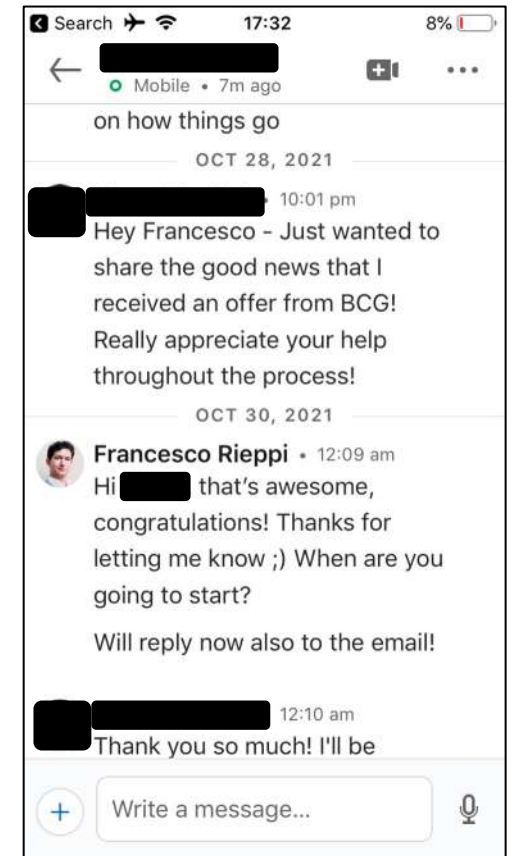 Search 17:32 8%
Mobile • 7m ago
on how things go
OCT 28, 2021
• 10:01 pm
Hey Francesco - Just wanted to
share the good news that I
received an offer from BCG!
Really appreciate your help
throughout the process!
OCT 30, 2021
Francesco Rieppi • 12:09 am
Hi that's awesome,
congratulations! Thanks for
letting me know ;) When are you
going to start?
Will reply now also to the email!
12:10 am
Thank you so much! I'll be
Write a message...